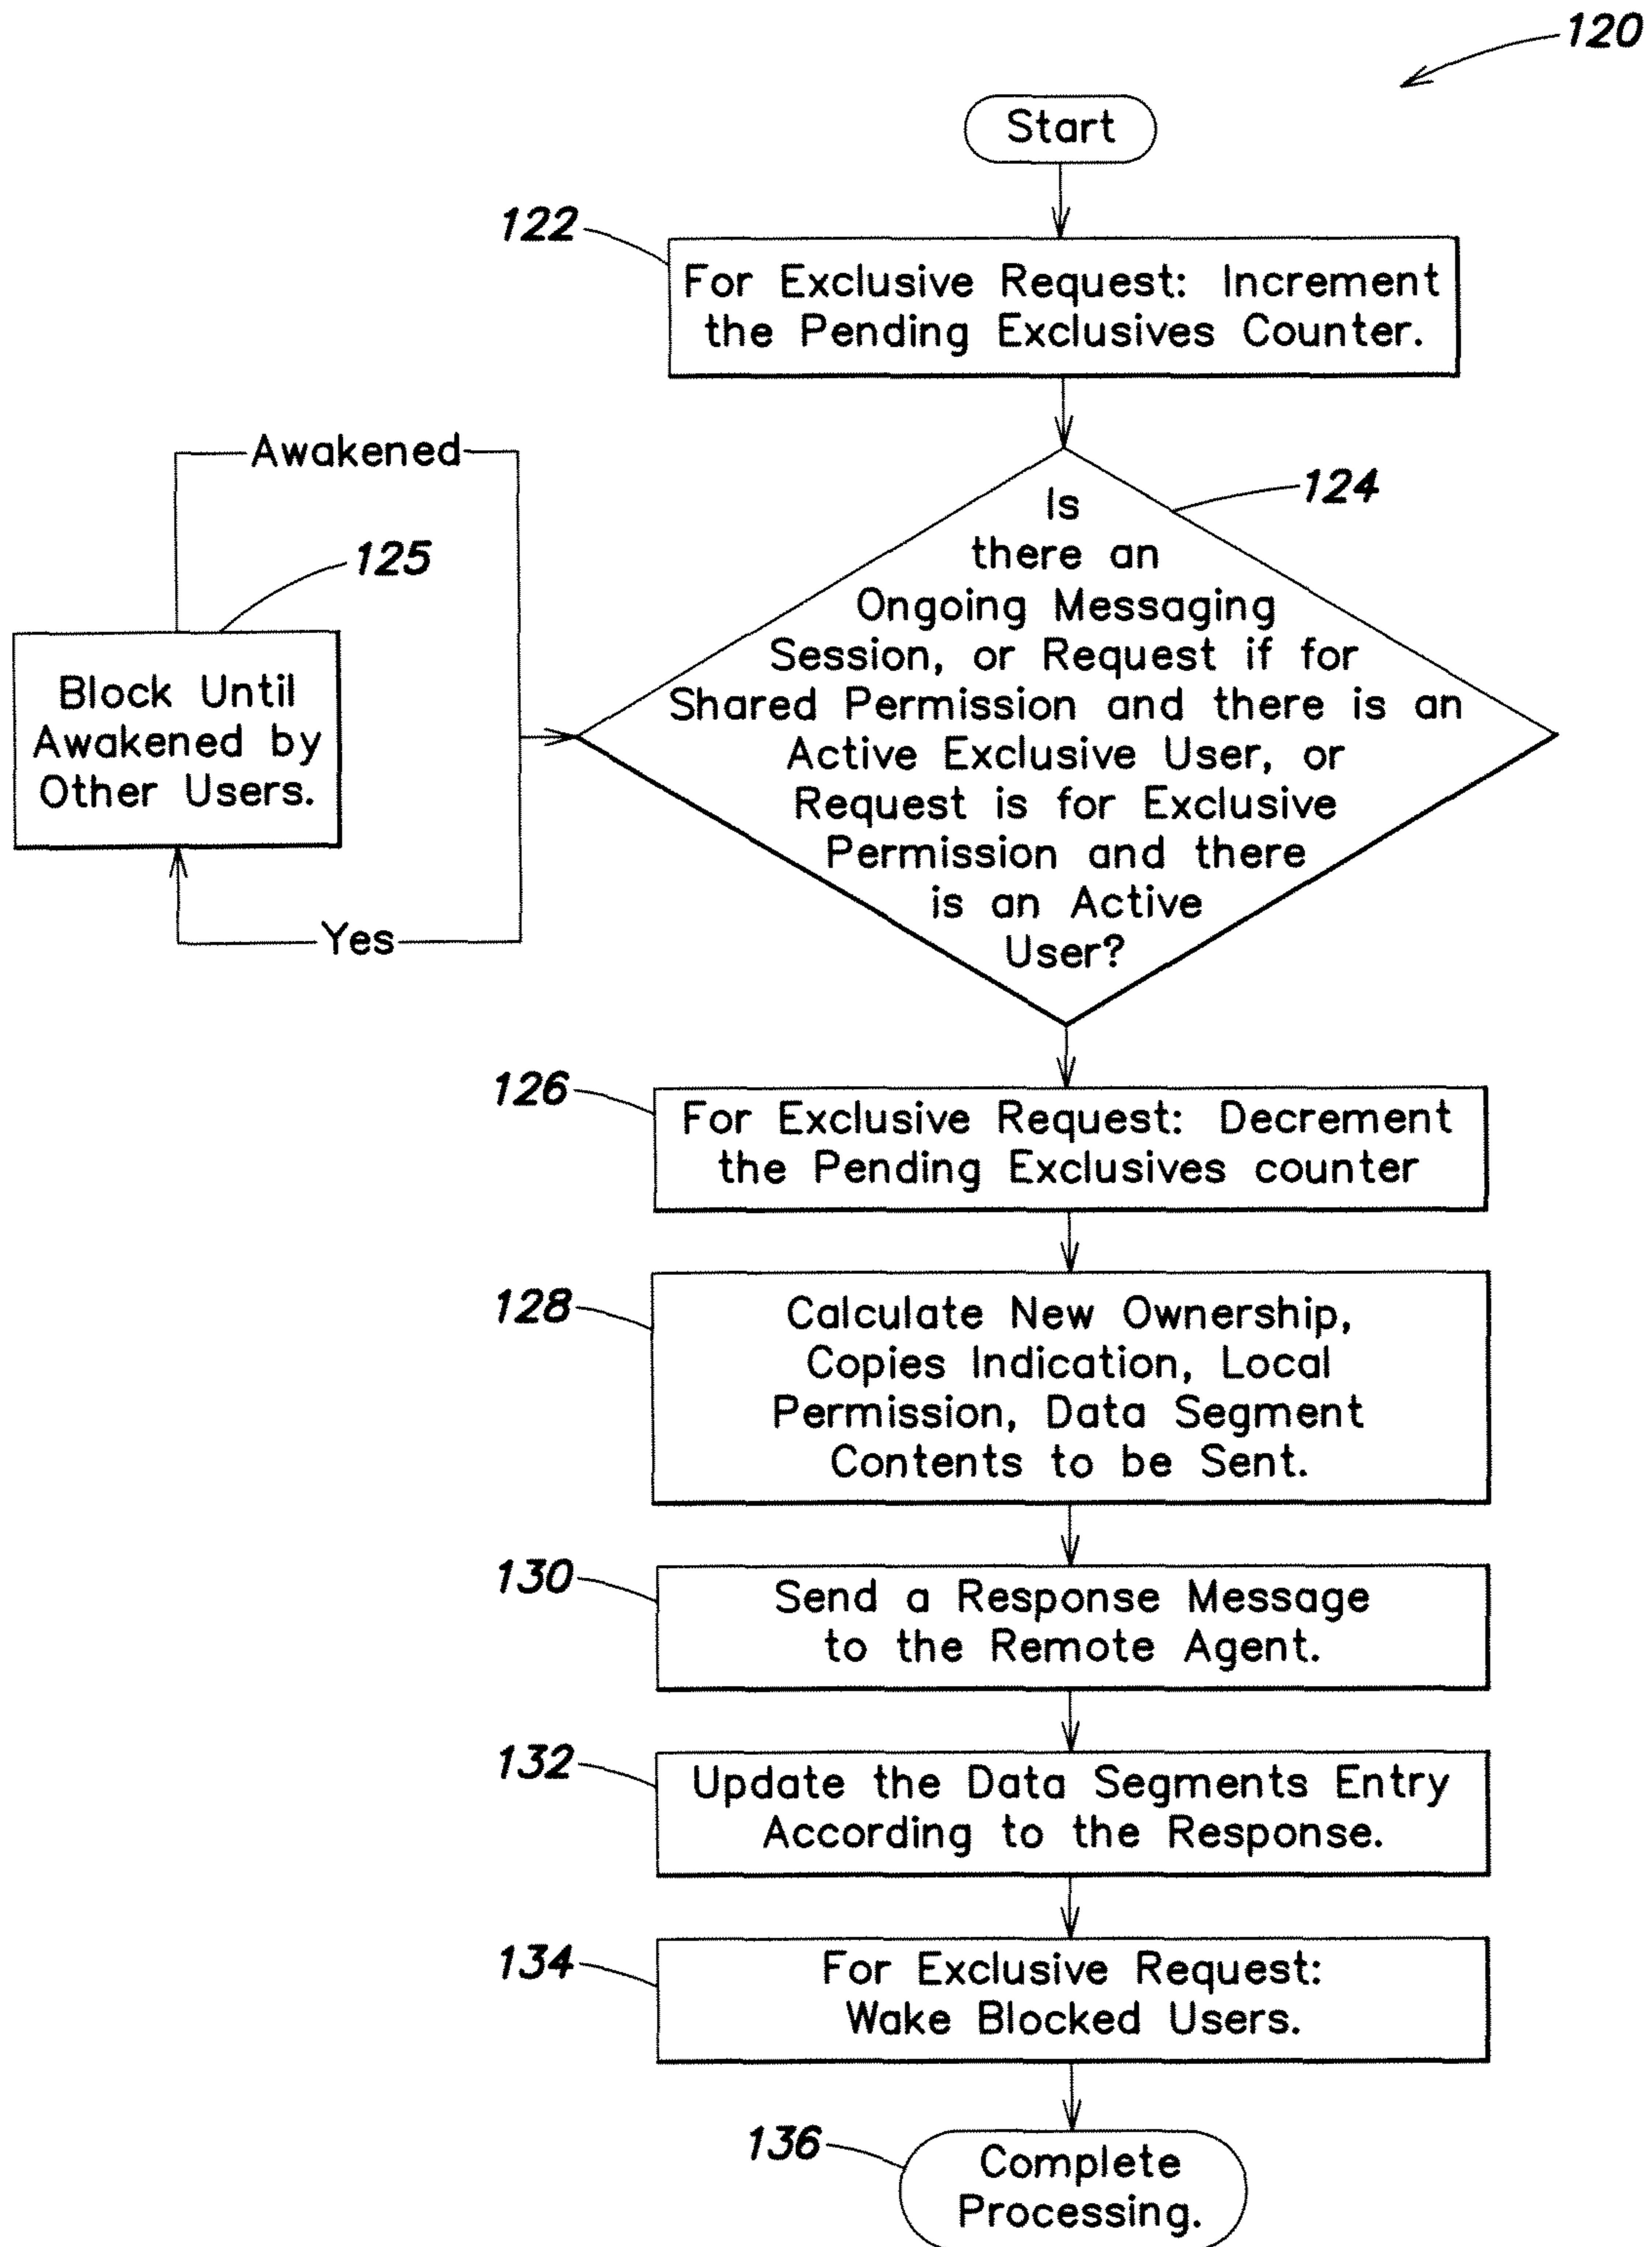 120
Start
122
For Exclusive Request: Increment
the Pending Exclusives Counter.
Awakened
124
125
Is
there an
Ongoing Messaging
Session, or Request if for
Shared Permission and there is an
Active Exclusive User, or
Request is for Exclusive
Permission and there
is an Active
User?
Block Until
Awakened by
Other Users.
Yes
126
For Exclusive Request: Decrement
the Pending Exclusives counter
128
Calculate New Ownership,
Copies Indication, Local
Permission, Data Segment
Contents to be Sent.
130
Send a Response Message
to the Remote Agent.
132
Update the Data Segments Entry
According to the Response.
134
For Exclusive Request:
Wake Blocked Users.
136
Complete
Processing.